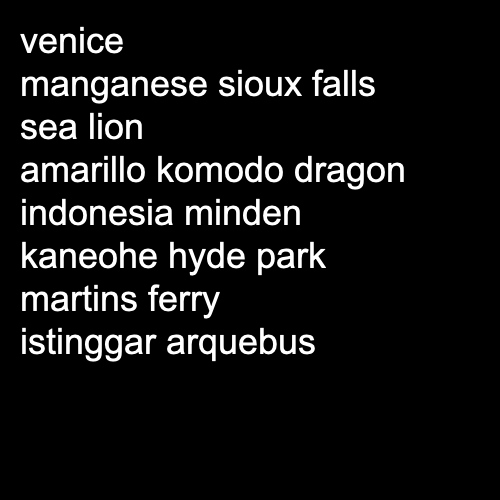 venice
manganese sioux falls
sea lion
amarillo komodo dragon
indonesia minden
kaneohe hyde park
martins ferry
istinggar arquebus